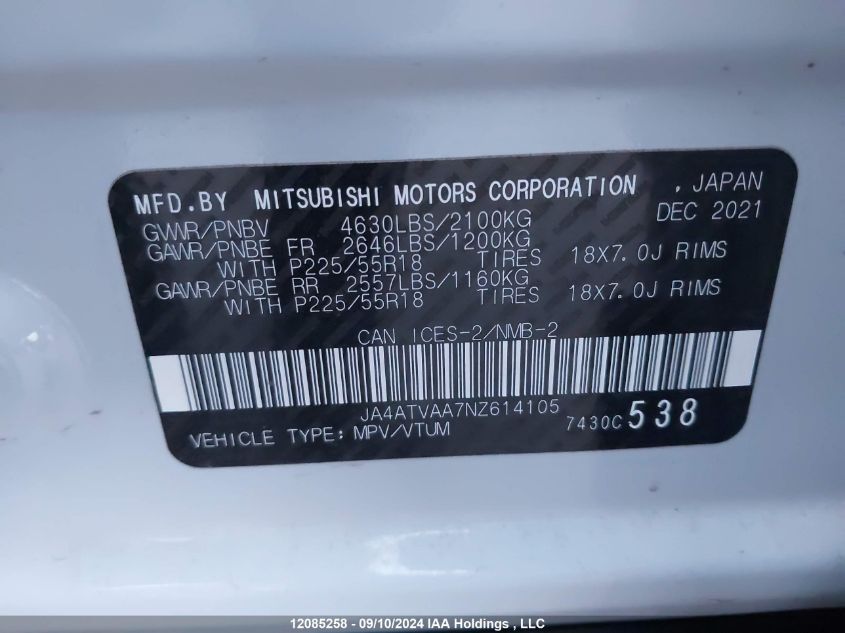 MFD.BY MITSUBISHI MOTORS CORPORATION , JAPAN
GVWR/PNBV 4630LBS/2100KG DEC 2021
GAWR/PNBE FR 2646LBS/1200KG
WITH P225/55R18 TIRES 18X7.0J RIMS
GAWR/PNBE RR 2557LBS/1160KG
WITH P225/55R18 TIRES 18X7.0J RIMS
CAN ICES-2/NMB-2
JA4ATVAA7NZ614105
VEHICLE TYPE: MPV/VTUM 7430C 538
12085258 - 09/10/2024 IAA Holdings , LLC